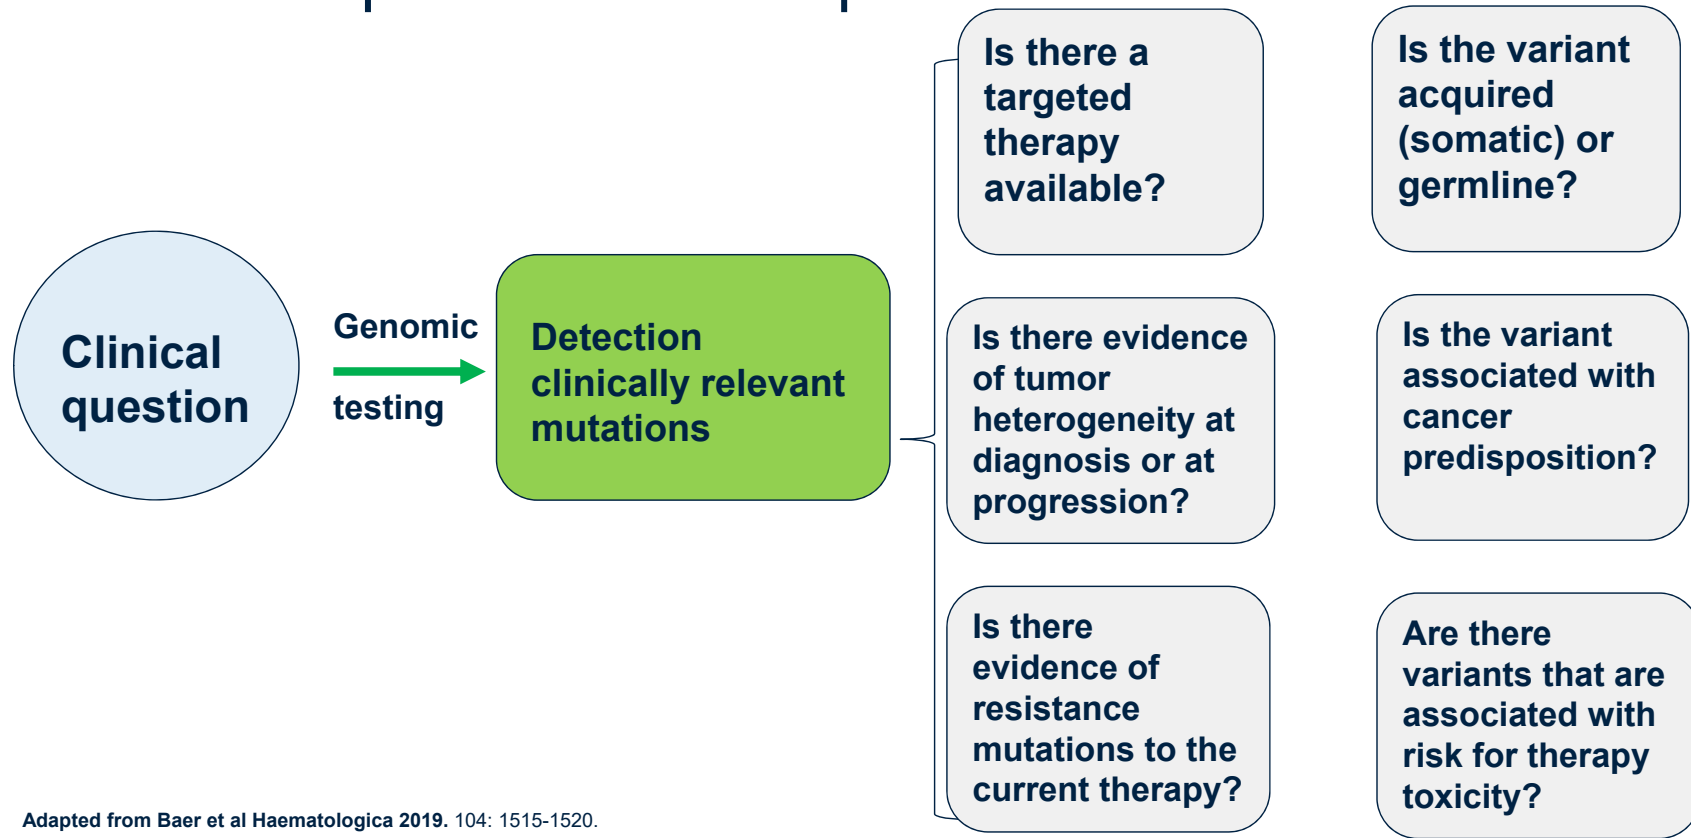 Clinical
question
Genomic
testing
Detection
clinically relevant
mutations
Is there a
targeted
therapy
available?
Is there evidence
of tumor
heterogeneity at
diagnosis or at
progression?
Is there
evidence of
resistance
mutations to the
current therapy?
Is the variant
acquired
(somatic) or
germline?
Is the variant
associated with
cancer
predisposition?
Are there
variants that are
associated with
risk for therapy
toxicity?
Adapted from Baer et al Haematologica 2019. 104: 1515-1520.